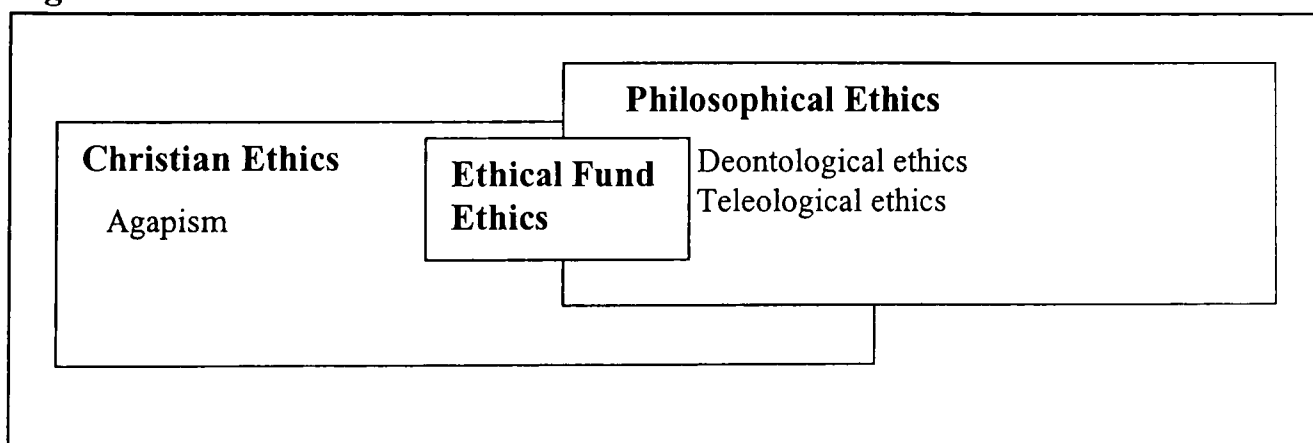 Philosophical Ethics
Christian Ethics
Agapism
Ethical Fund
Ethics
Deontological ethics
Teleological ethics